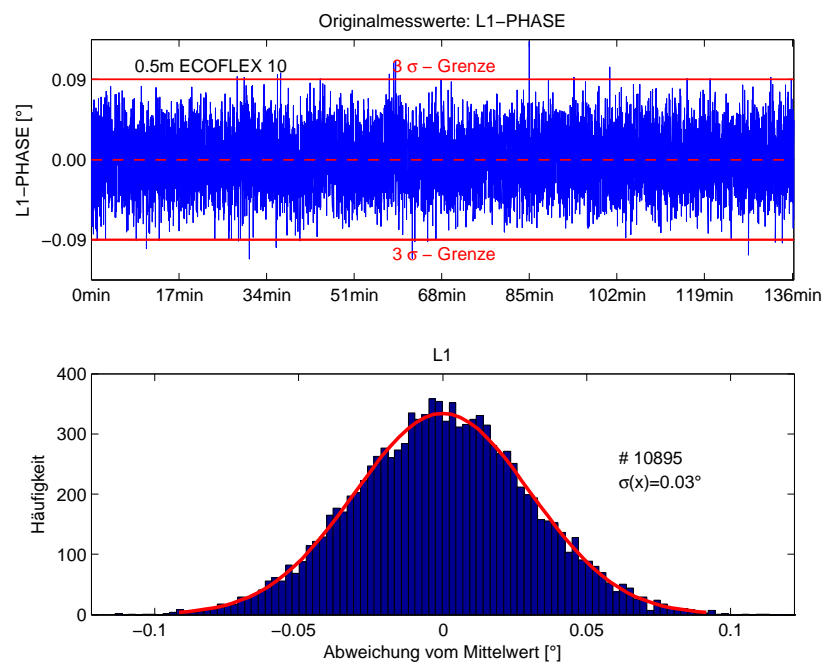 Originalmesswerte: L1−PHASE
0.5m ECOFLEX 10
3 σ − Grenze
0.09
0.00
−0.09
L1−PHASE [°]
3 σ − Grenze
0min 17min 34min 51min 68min 85min 102min 119min 136min
L1
400
300
200
100
0
Häufigkeit
# 10895
σ(x)=0.03°
−0.1 −0.05 0 0.05 0.1
Abweichung vom Mittelwert [°]